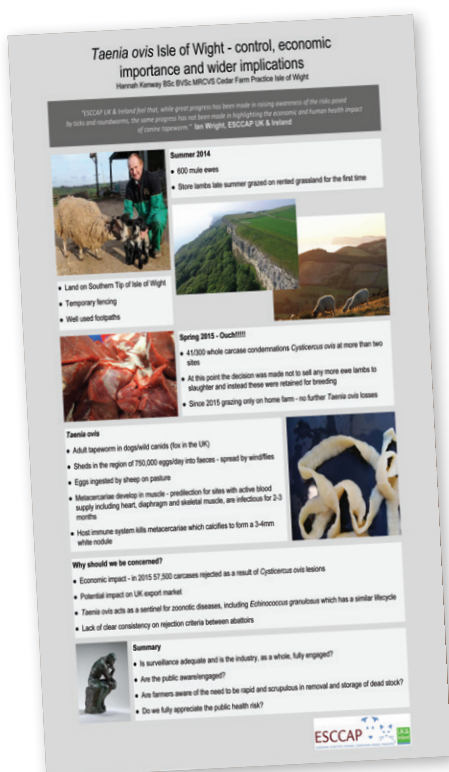 Taenia ovis Isle of Wight - control, economic
importance and wider implications
Hannah Kenway BSc BVSc MRCVS Cedar Farm Practice Isle of Wight
"ESCCAP UK & Ireland feel that, while great progress has been made in raising awareness of the risks posed
by ticks and roundworms, the same progress has not been made in highlighting the economic and human health impact
of canine tapeworm." Ian Wright, ESCCAP UK & Ireland
Summer 2014
● 600 mule ewes
● Store lambs late summer grazed on rented grassland for the first time
● Land on Southern Tip of Isle of Wight
● Temporary fencing
● Well used footpaths
Spring 2015 - Ouch!!!!!
● 41/300 whole carcase condemnations Cysticercus ovis at more than two
sites
● At this point the decision was made not to sell any more ewe lambs to
slaughter and instead these were retained for breeding
● Since 2015 grazing only on home farm - no further Taenia ovis losses
Taenia ovis
● Adult tapeworm in dogs/wild canids (fox in the UK)
● Sheds in the region of 750,000 eggs/day into faeces - spread by wind/flies
● Eggs ingested by sheep on pasture
● Metacercariae develop in muscle - predilection for sites with active blood
supply including heart, diaphragm and skeletal muscle, are infectious for 2-3
months
● Host immune system kills metacercariae which calcifies to form a 3-4mm
white nodule
Why should we be concerned?
● Economic impact - in 2015 57,500 carcases rejected as a result of Cysticercus ovis lesions
● Potential impact on UK export market
● Taenia ovis acts as a sentinel for zoonotic diseases, including Echinococcus granulosus which has a similar lifecycle
● Lack of clear consistency on rejection criteria between abattoirs
Summary
● Is surveillance adequate and is the industry, as a whole, fully engaged?
● Are the public aware/engaged?
● Are farmers aware of the need to be rapid and scrupulous in removal and storage of dead stock?
● Do we fully appreciate the public health risk?
ESCCAP